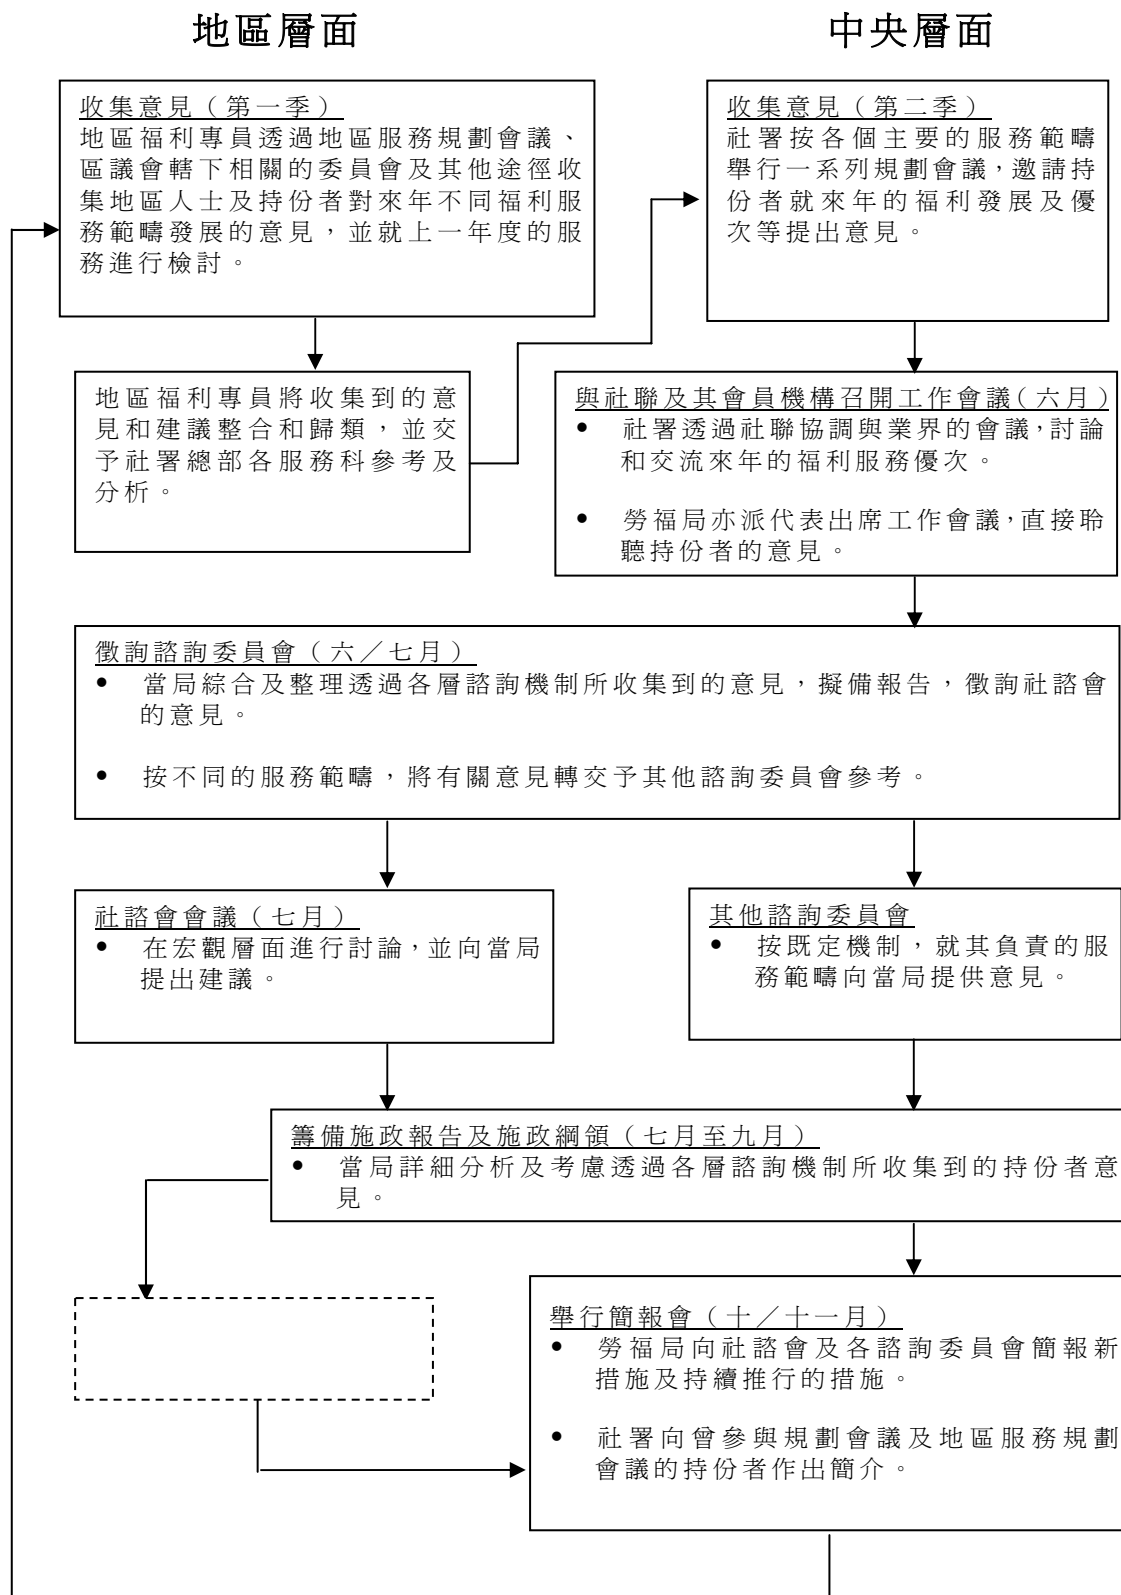 地區層面
中央層面
收集意見（第一季）
地區福利專員透過地區服務規劃會議、
區議會轄下相關的委員會及其他途徑收
集地區人士及持份者對來年不同福利服
務範疇發展的意見，並就上一年度的服
務進行檢討。
收集意見（第二季）
社署按各個主要的服務範疇
舉行一系列規劃會議，邀請持
份者就來年的福利發展及優
次等提出意見。
地區福利專員將收集到的意
見和建議整合和歸類，並交
予社署總部各服務科參考及
分析。
與社聯及其會員機構召開工作會議（六月）
• 社署透過社聯協調與業界的會議，討論
和交流來年的福利服務優次。
• 勞福局亦派代表出席工作會議，直接聆
聽持份者的意見。
徵詢諮詢委員會（六／七月）
• 當局綜合及整理透過各層諮詢機制所收集到的意見，擬備報告，徵詢社諮會
的意見。
• 按不同的服務範疇，將有關意見轉交予其他諮詢委員會參考。
社諮會會議（七月）
• 在宏觀層面進行討論，並向當局
提出建議。
其他諮詢委員會
• 按既定機制，就其負責的服
務範疇向當局提供意見。
籌備施政報告及施政綱領（七月至九月）
• 當局詳細分析及考慮透過各層諮詢機制所收集到的持份者意
見。
舉行簡報會（十／十一月）
• 勞福局向社諮會及各諮詢委員會簡報新
措施及持續推行的措施。
• 社署向曾參與規劃會議及地區服務規劃
會議的持份者作出簡介。